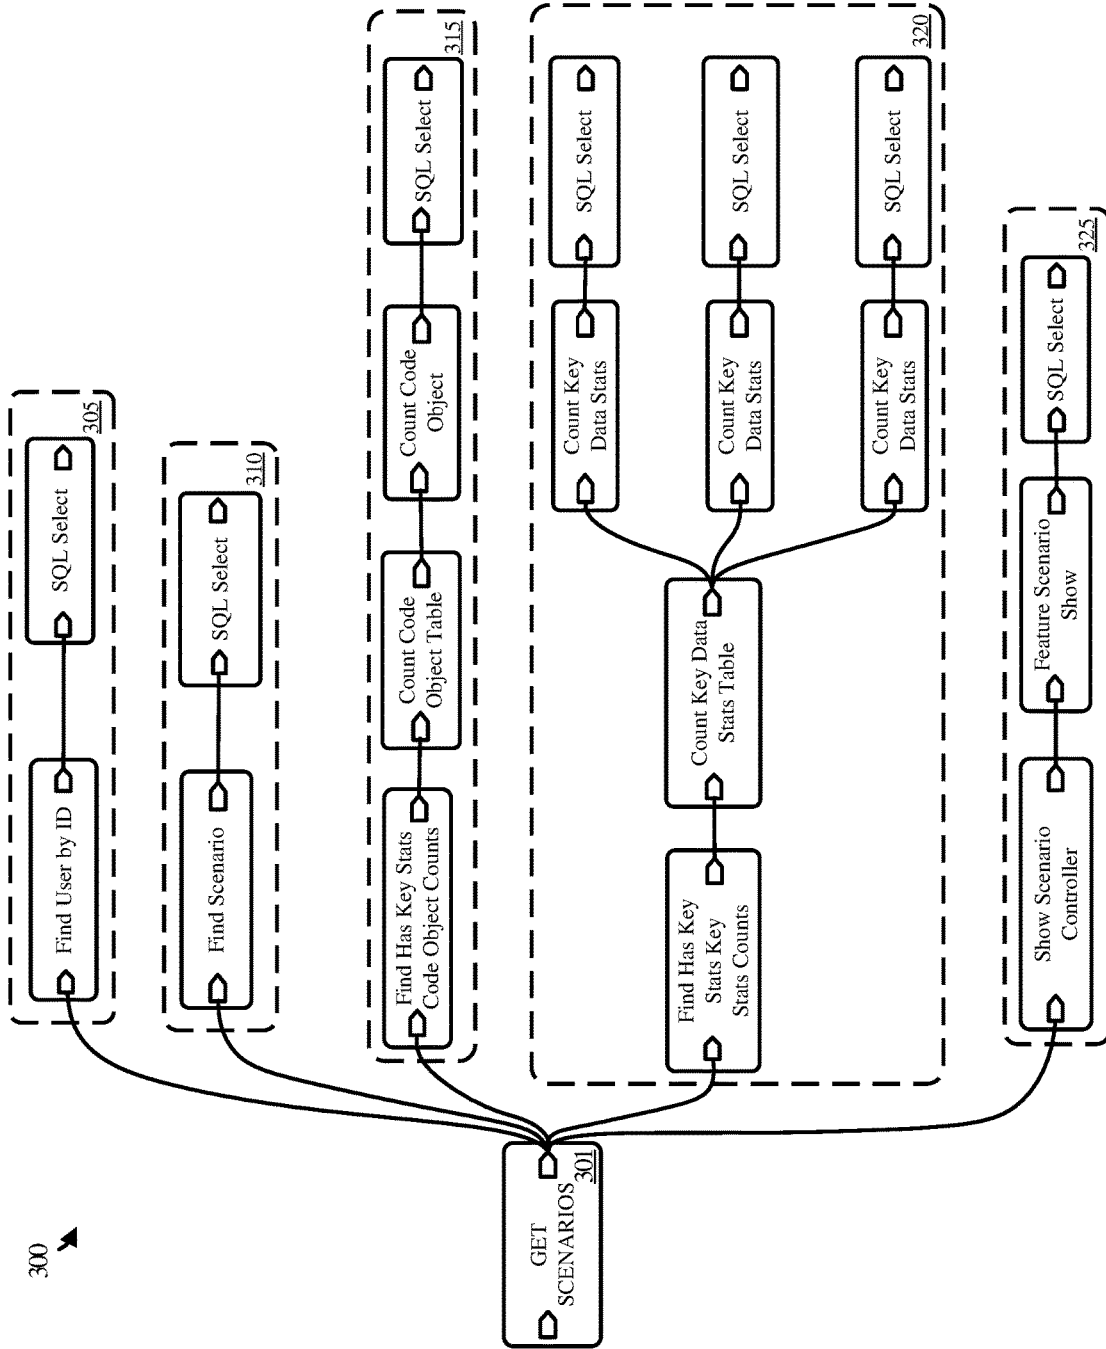 300
GET
SCENARIOS
301
Find User by ID
SQL Select
305
Find Scenario
SQL Select
310
Find Has Key Stats
Code Object Counts
Count Code
Object Table
Count Code
Object
SQL Select
315
Find Has Key
Stats Key
Stats Counts
Count Key Data
Stats Table
Count Key
Data Stats
SQL Select
Count Key
Data Stats
SQL Select
Count Key
Data Stats
SQL Select
320
Show Scenario
Controller
Feature Scenario
Show
SQL Select
325